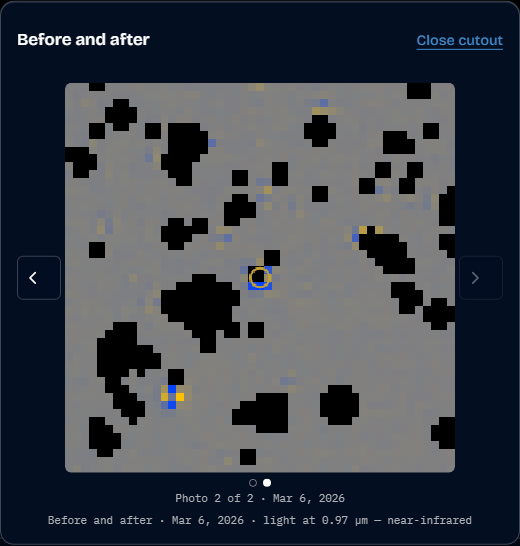 Before and after
Close cutout
Photo 2 of 2 · Mar 6, 2026
Before and after · Mar 6, 2026 · light at 0.97 µm — near-infrared